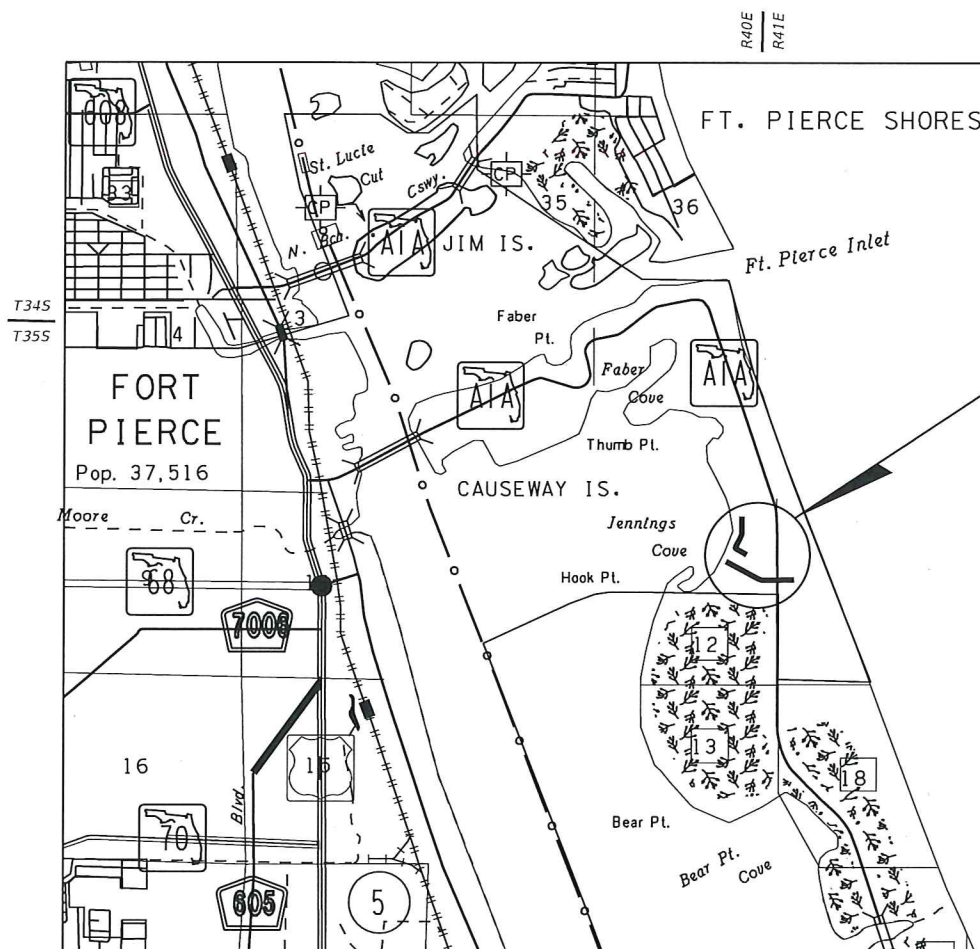 R40E
R41E
608
FT. PIERCE SHORES
St. Lucie
Cut
33
CP
CP
Cswy.
35
36
N. Bch.
A1A
JIM IS.
Ft. Pierce Inlet
T34S
T35S
3
4
Faber
Pt.
FORT
PIERCE
Pop. 37,516
A1A
Faber
Cove
A1A
Thumb Pt.
CAUSEWAY IS.
Moore Cr.
Jennings
Cove
68
Hook Pt.
12
13
16
Blvd.
18
70
Bear Pt.
Bear Pt.
Cove
605
5